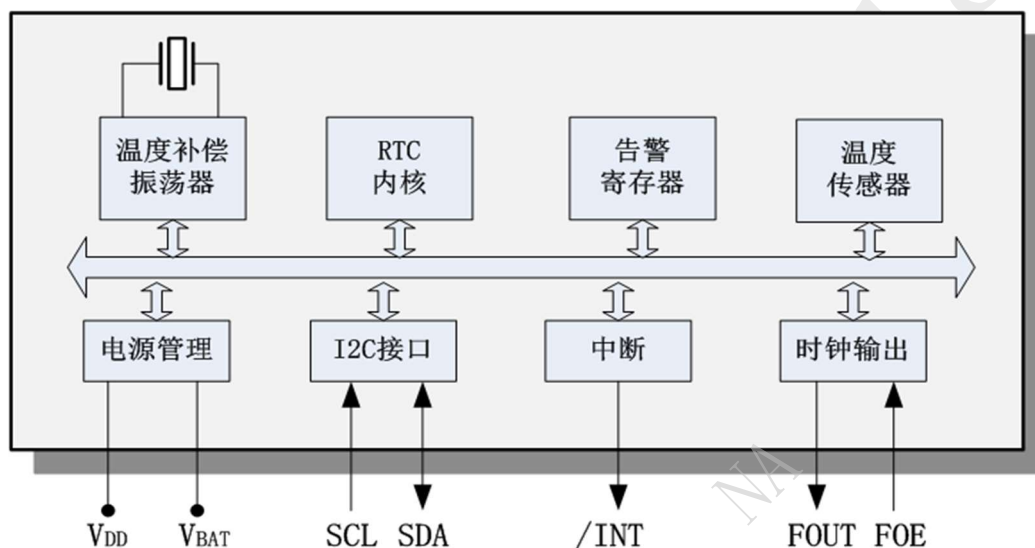 温度补偿
振荡器
RTC
内核
告警
寄存器
温度
传感器
电源管理
I2C接口
中断
时钟输出
VDD
VBAT
SCL
SDA
/INT
FOUT
FOE
NA